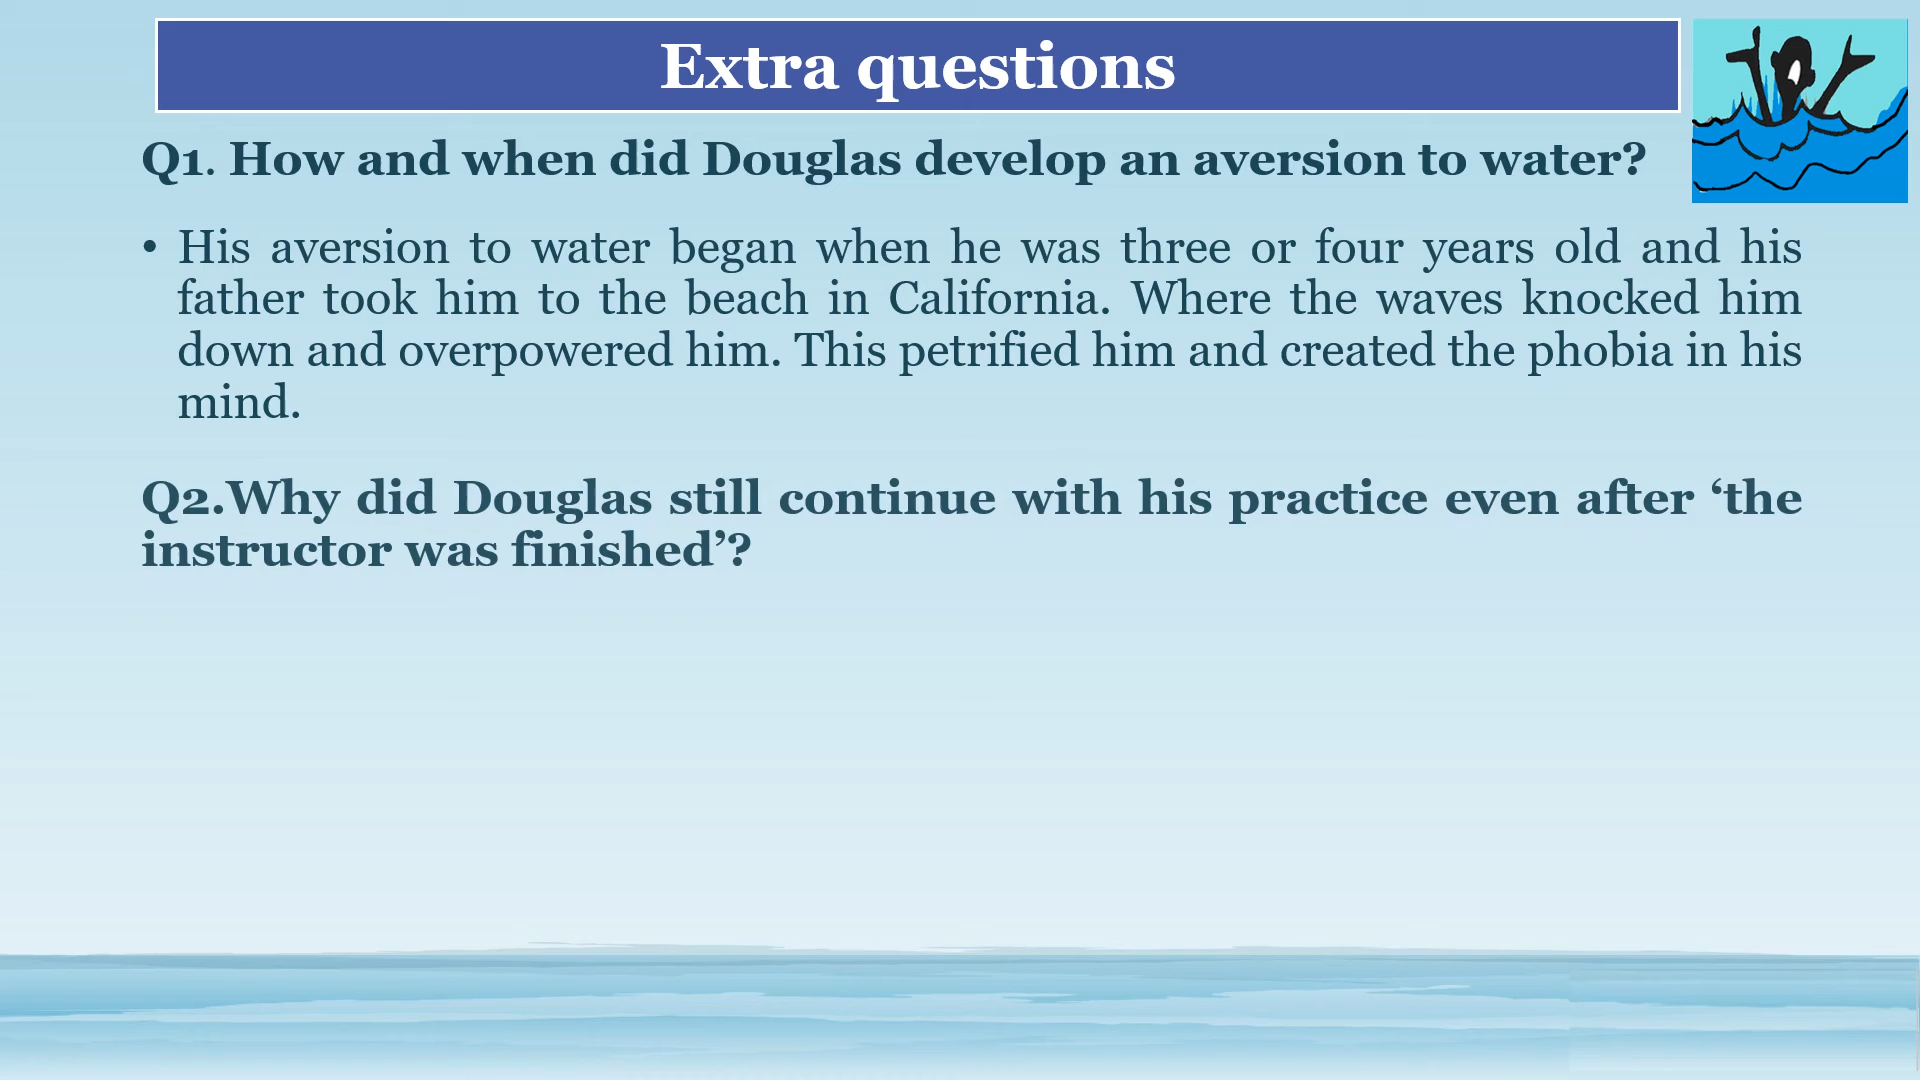 Extra questions
Q1. How and when did Douglas develop an aversion to water?
• His aversion to water began when he was three or four years old and his
father took him to the beach in California. Where the waves knocked him
down and overpowered him. This petrified him and created the phobia in his
mind.
Q2.Why did Douglas still continue with his practice even after ‘the
instructor was finished’?